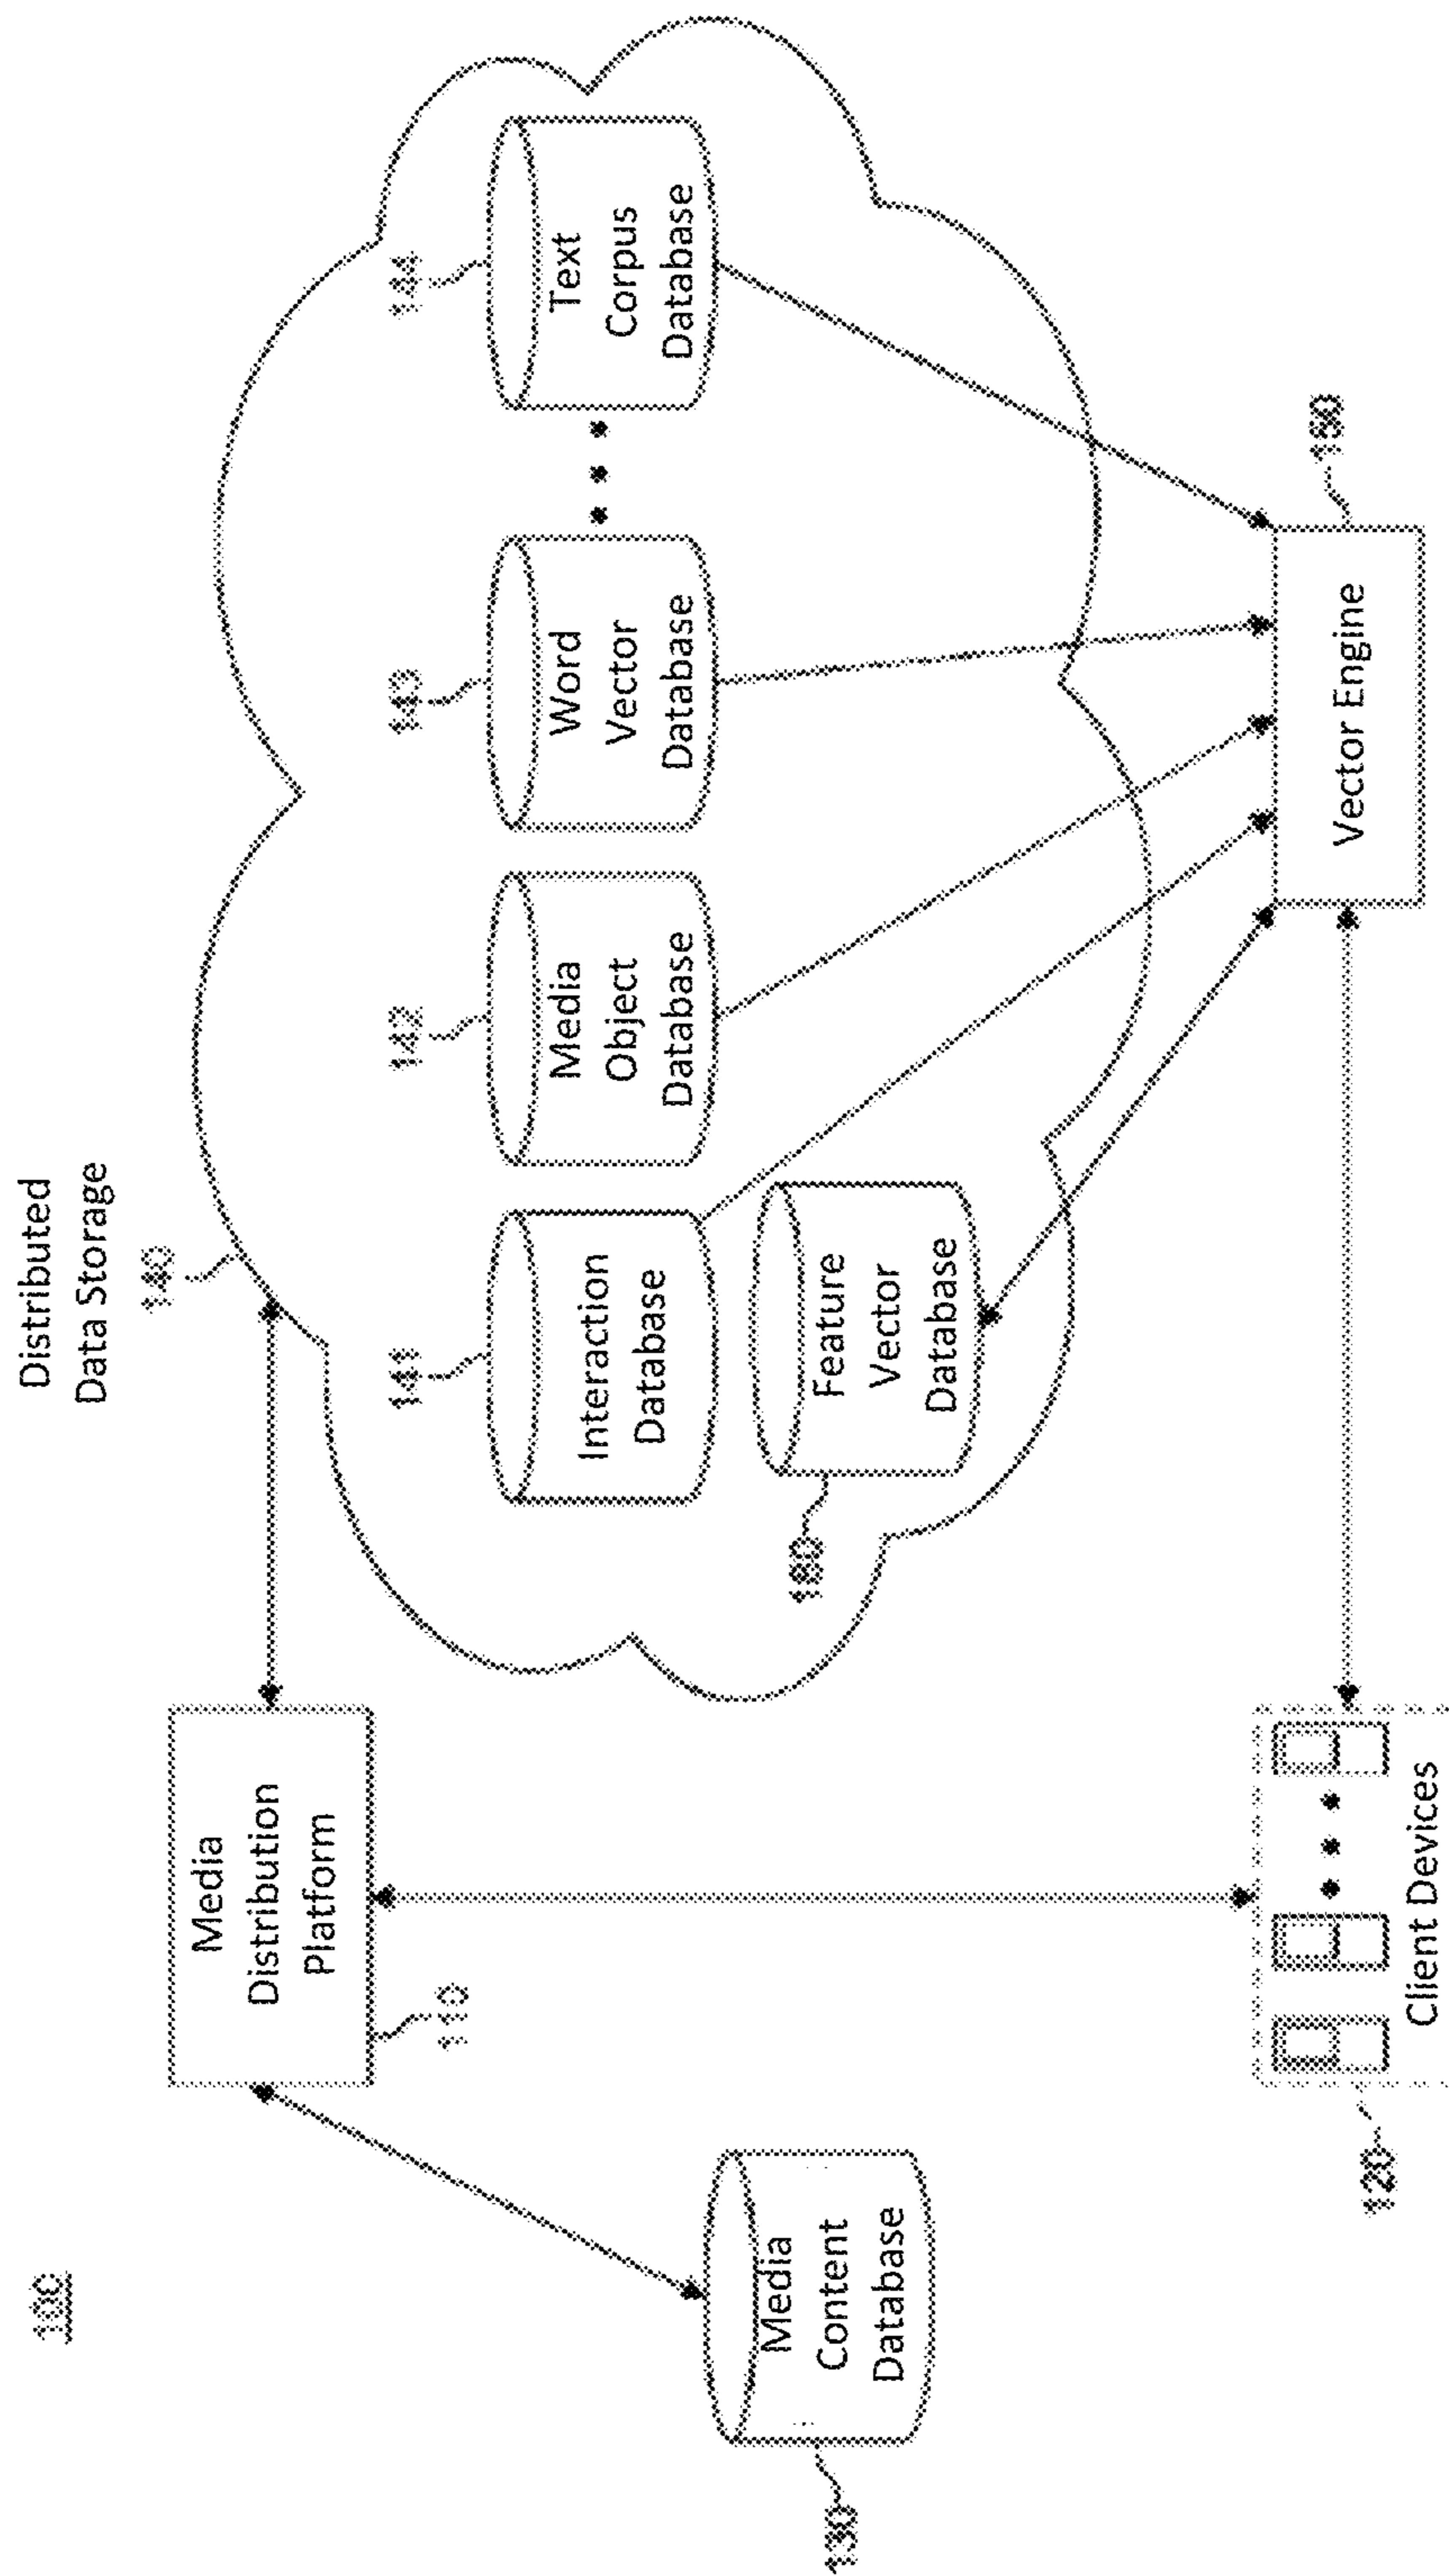 100
Distributed
Data Storage
140
Media
Distribution
Platform
110
141
142
143
144
Interaction
Database
Media
Object
Database
Word
Vector
Database
Text
Corpus
Database
Media
Content
Database
130
Feature
Vector
Database
Vector Engine
150
Client Devices
120